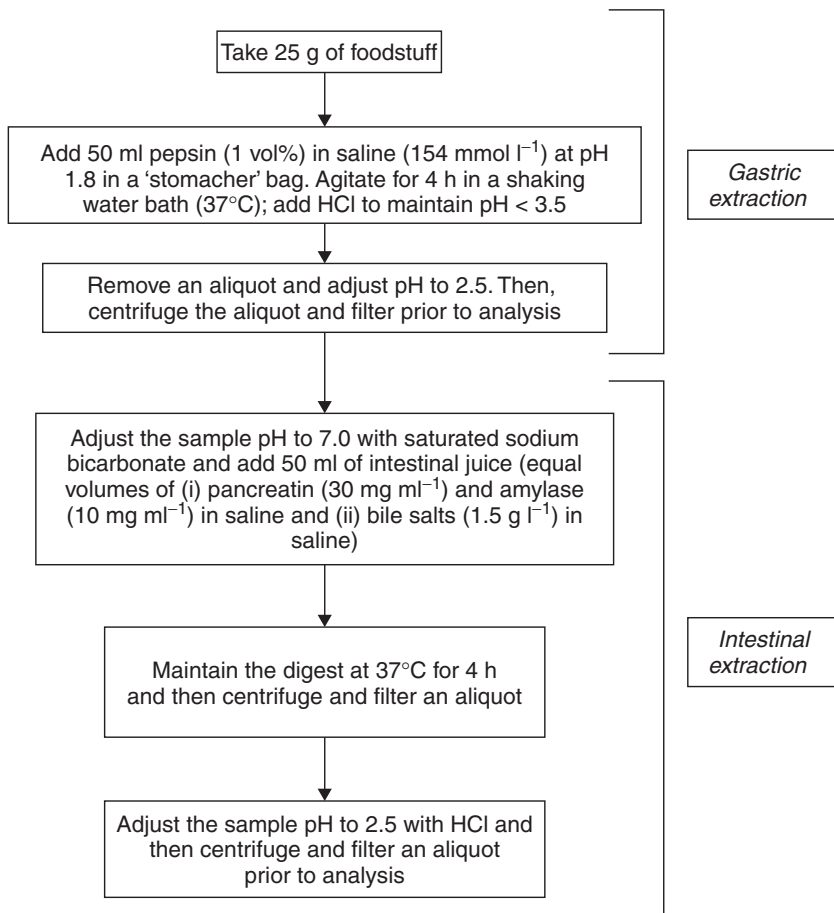 Take 25 g of foodstuff
Add 50 ml pepsin (1 vol%) in saline (154 mmol l⁻¹) at pH
1.8 in a ‘stomacher’ bag. Agitate for 4 h in a shaking
water bath (37°C); add HCl to maintain pH < 3.5
Gastric
extraction
Remove an aliquot and adjust pH to 2.5. Then,
centrifuge the aliquot and filter prior to analysis
Adjust the sample pH to 7.0 with saturated sodium
bicarbonate and add 50 ml of intestinal juice (equal
volumes of (i) pancreatin (30 mg ml⁻¹) and amylase
(10 mg ml⁻¹) in saline and (ii) bile salts (1.5 g l⁻¹) in
saline)
Intestinal
extraction
Maintain the digest at 37°C for 4 h
and then centrifuge and filter an aliquot
Adjust the sample pH to 2.5 with HCl and
then centrifuge and filter an aliquot
prior to analysis